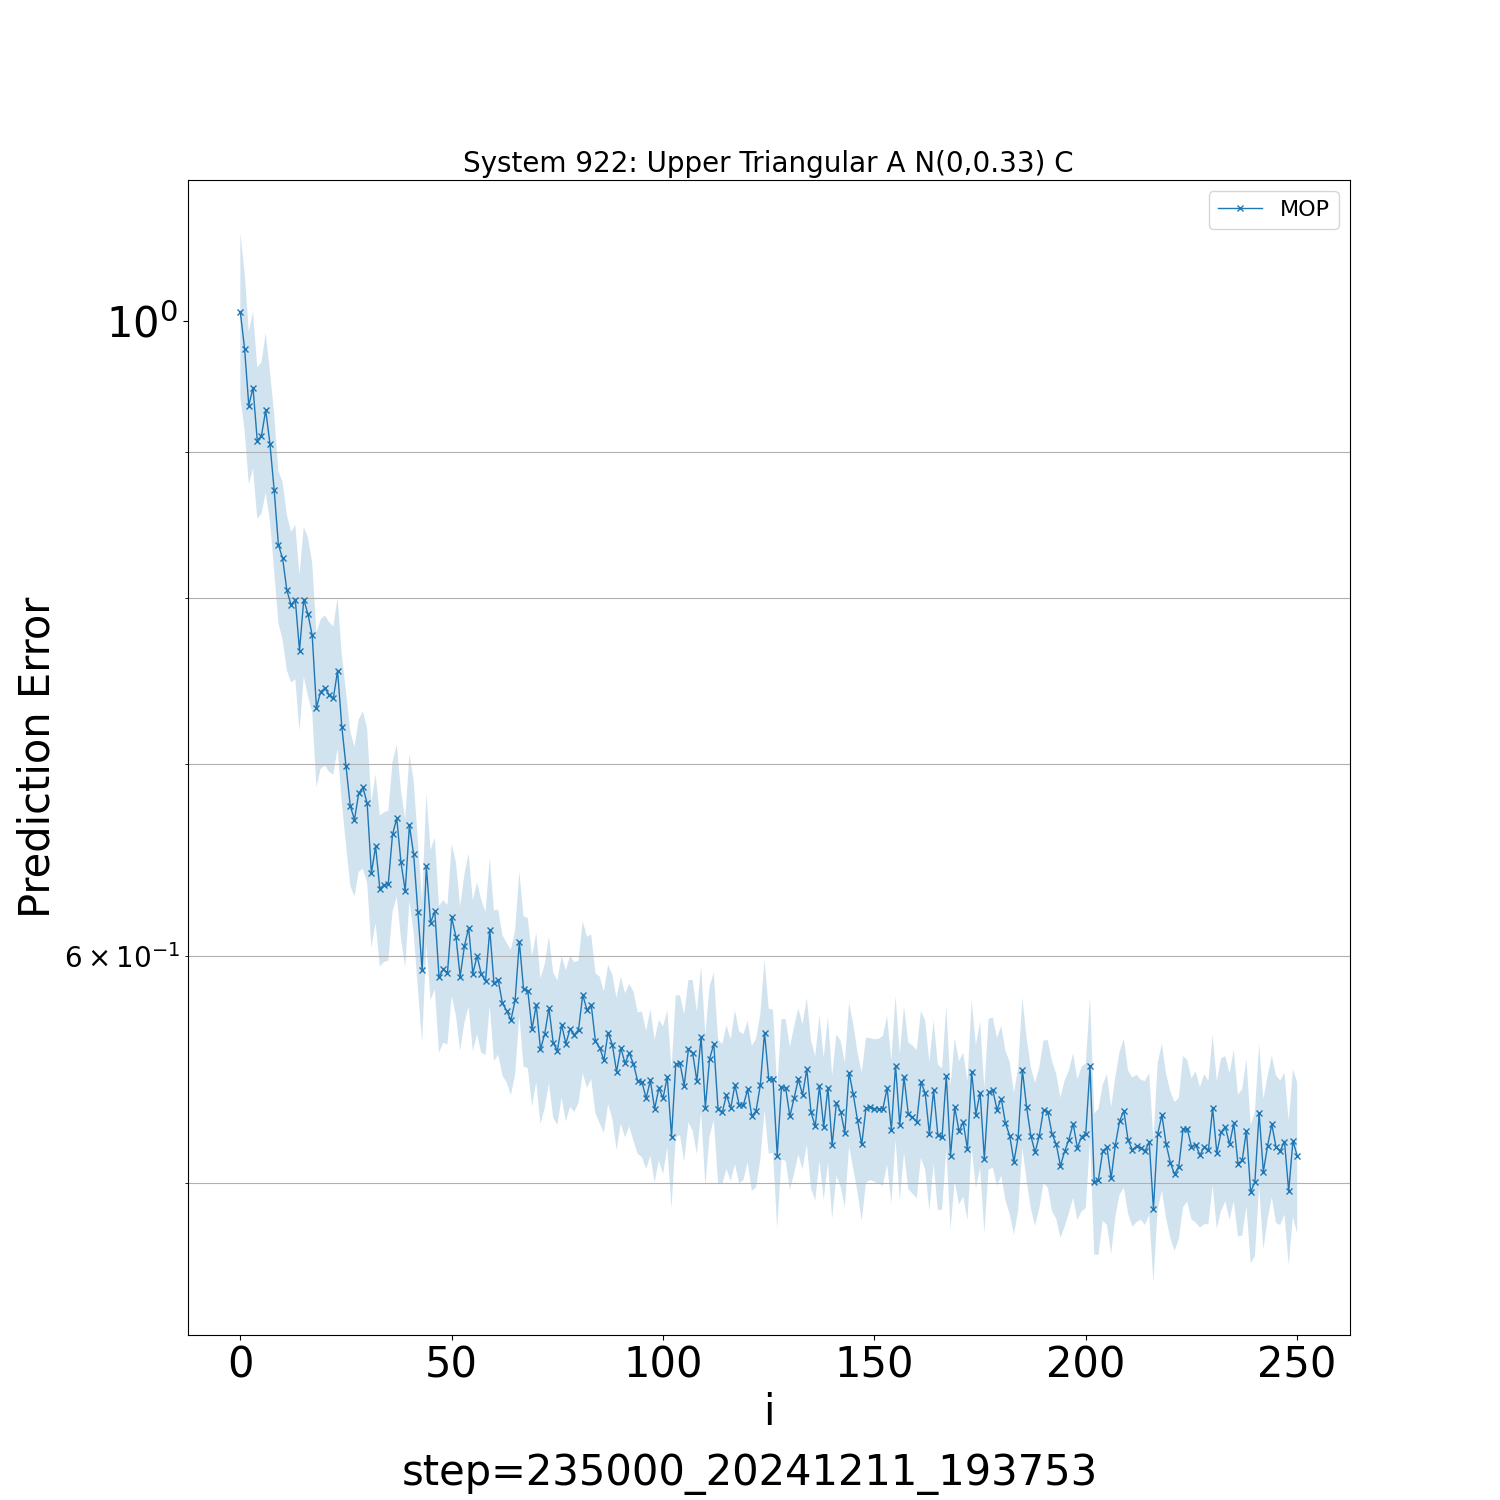 System 922: Upper Triangular A N(0,0.33) C
MOP
10⁰
6 × 10⁻¹
Prediction Error
0 50 100 150 200 250
i
step=235000_20241211_193753